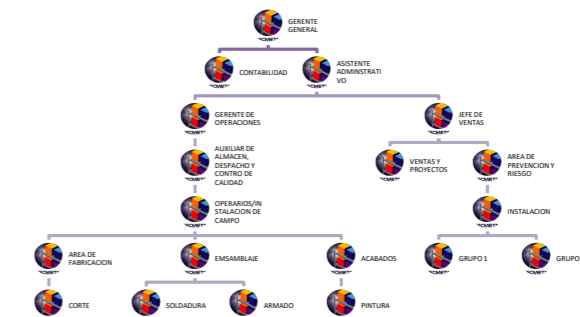 GERENTE
GENERAL
CONTABILIDAD
ASISTENTE
ADMINSTRATI
VO
GERENTE DE
OPERACIONES
JEFE DE
VENTAS
AUXILIAR DE
ALMACEN,
DESPACHO Y
CONTRO DE
CALIDAD
VENTAS Y
PROYECTOS
AREA DE
PREVENCION Y
RIESGO
OPERARIOS/IN
STALACION DE
CAMPO
INSTALACION
AREA DE
FABRICACION
EMSAMBLAJE
ACABADOS
GRUPO 1
GRUPO
CORTE
SOLDADURA
ARMADO
PINTURA